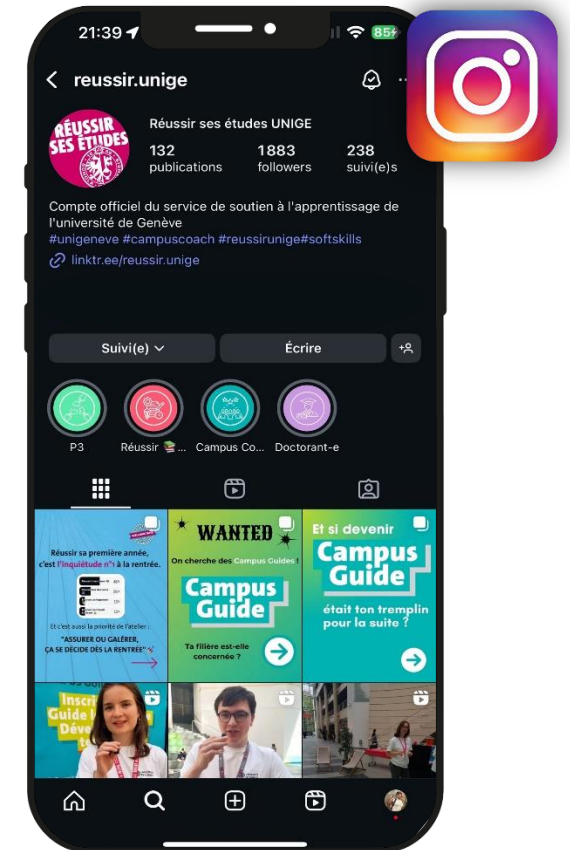 21:39
85
reussir.unige
RÉUSSIR
SES ÉTUDES
Réussir ses études UNIGE
132
1883
238
publications
followers
suivi(e)s
Compte officiel du service de soutien à l'apprentissage de
l'université de Genève
#unigeneve #campuscoach #reussirunige#softskills
linktr.ee/reussir.unige
Suivi(e)
Écrire
P3
Réussir 📚...
Campus Co...
Doctorant-e
Réussir sa première année,
c'est l'inquiétude n°1 à la rentrée.
Et c'est aussi la priorité de l'atelier :
"ASSURER OU GALÉRER,
ÇA SE DÉCIDE DÈS LA RENTRÉE"
WANTED
On cherche des Campus Guides !
Campus
Guide
Ta filière est-elle
concernée ?
Et si devenir
Campus
Guide
était ton tremplin
pour la suite ?
Inscri
Guide
Déve